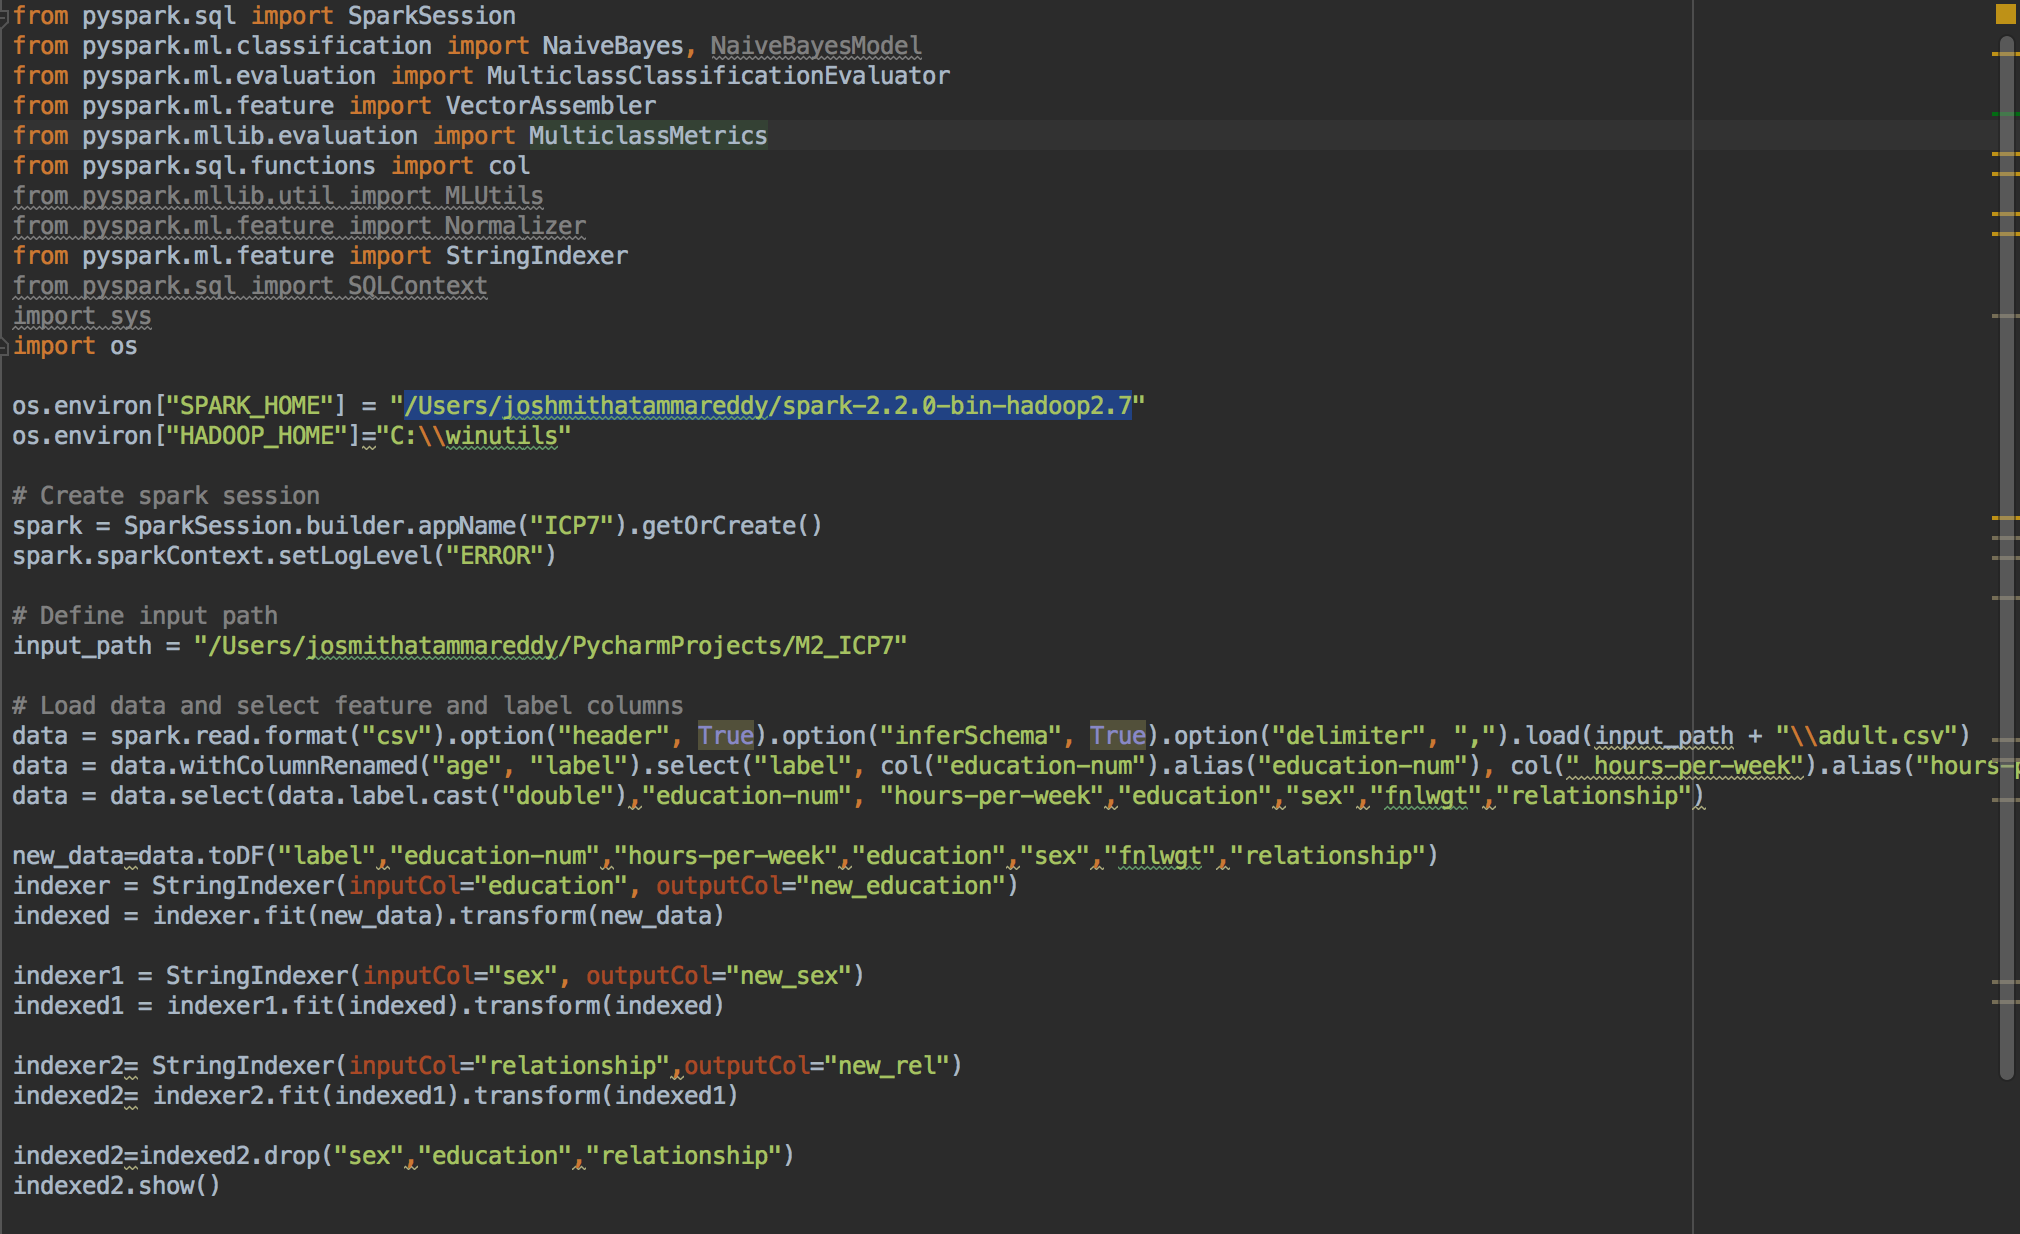 from pyspark.sql import SparkSession
from pyspark.ml.classification import NaiveBayes, NaiveBayesModel
from pyspark.ml.evaluation import MulticlassClassificationEvaluator
from pyspark.ml.feature import VectorAssembler
from pyspark.mllib.evaluation import MulticlassMetrics
from pyspark.sql.functions import col
from pyspark.mllib.util import MLUtils
from pyspark.ml.feature import Normalizer
from pyspark.ml.feature import StringIndexer
from pyspark.sql import SQLContext
import sys
import os
os.environ["SPARK_HOME"] = "/Users/joshmithatammareddy/spark-2.2.0-bin-hadoop2.7"
os.environ["HADOOP_HOME"]="C:\\winutils"
# Create spark session
spark = SparkSession.builder.appName("ICP7").getOrCreate()
spark.sparkContext.setLogLevel("ERROR")
# Define input path
input_path = "/Users/josmithatammareddy/PycharmProjects/M2_ICP7"
# Load data and select feature and label columns
data = spark.read.format("csv").option("header", True).option("inferSchema", True).option("delimiter", ",").load(input_path + "\\adult.csv")
data = data.withColumnRenamed("age", "label").select("label", col("education-num").alias("education-num"), col(" hours-per-week").alias("hours-p
data = data.select(data.label.cast("double"),"education-num", "hours-per-week","education","sex","fnlwgt","relationship")
new_data=data.toDF("label","education-num","hours-per-week","education","sex","fnlwgt","relationship")
indexer = StringIndexer(inputCol="education", outputCol="new_education")
indexed = indexer.fit(new_data).transform(new_data)
indexer1 = StringIndexer(inputCol="sex", outputCol="new_sex")
indexed1 = indexer1.fit(indexed).transform(indexed)
indexer2= StringIndexer(inputCol="relationship",outputCol="new_rel")
indexed2= indexer2.fit(indexed1).transform(indexed1)
indexed2=indexed2.drop("sex","education","relationship")
indexed2.show()